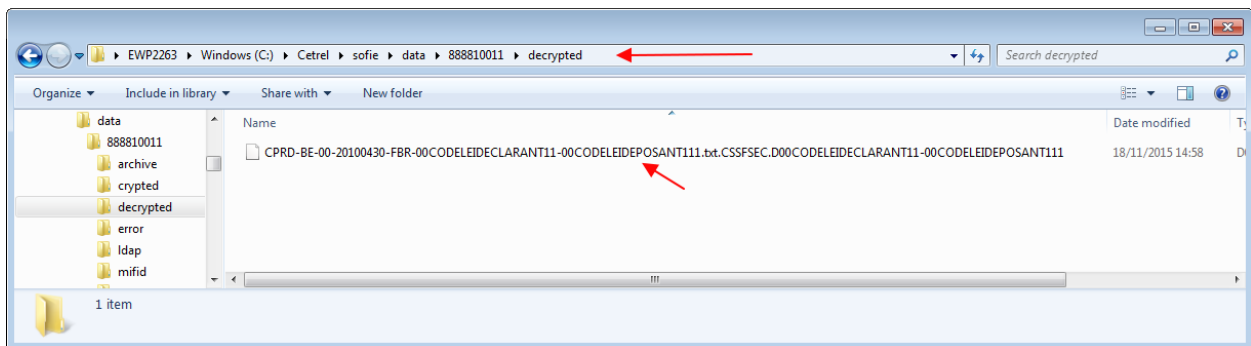 EWP2263 Windows (C:) Cetrel sofie data 888810011 decrypted Search decrypted
Organize Include in library Share with New folder
data
888810011
archive
crypted
decrypted
error
ldap
mifid
Name Date modified Ty
CPRD-BE-00-20100430-FBR-00CODELEIDECLARANT11-00CODELEIDEPOSANT111.txt.CSSFSEC.D00CODELEIDECLARANT11-00CODELEIDEPOSANT111 18/11/2015 14:58
1 item